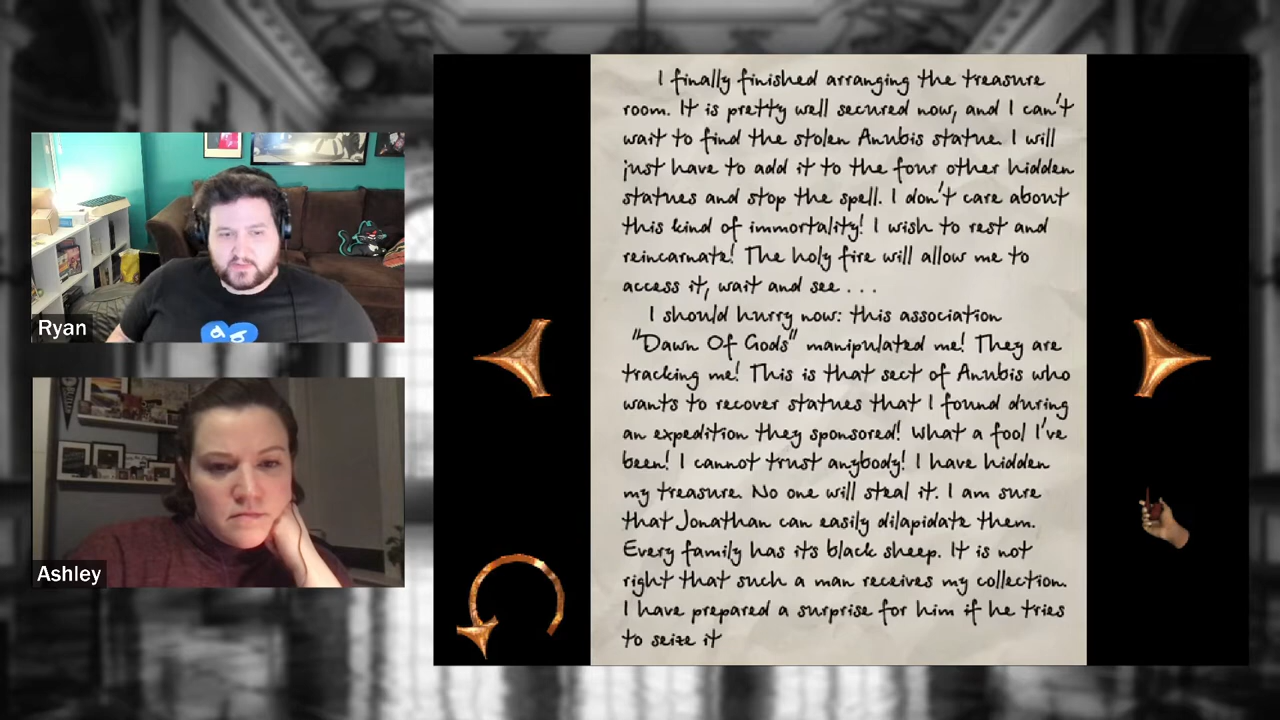 I finally finished arranging the treasure
room. It is pretty well secured now, and I can't
wait to find the stolen Anubis statue. I will
just have to add it to the four other hidden
statues and stop the spell. I don't care about
this kind of immortality! I wish to rest and
reincarnate! The holy fire will allow me to
access it, wait and see . . .
I should hurry now: this association
"Dawn Of Gods" manipulated me! They are
tracking me! This is that sect of Anubis who
wants to recover statues that I found during
an expedition they sponsored! What a fool I've
been! I cannot trust anybody! I have hidden
my treasure. No one will steal it. I am sure
that Jonathan can easily dilapidate them.
Every family has its black sheep. It is not
right that such a man receives my collection.
I have prepared a surprise for him if he tries
to seize it
Ryan
Ashley